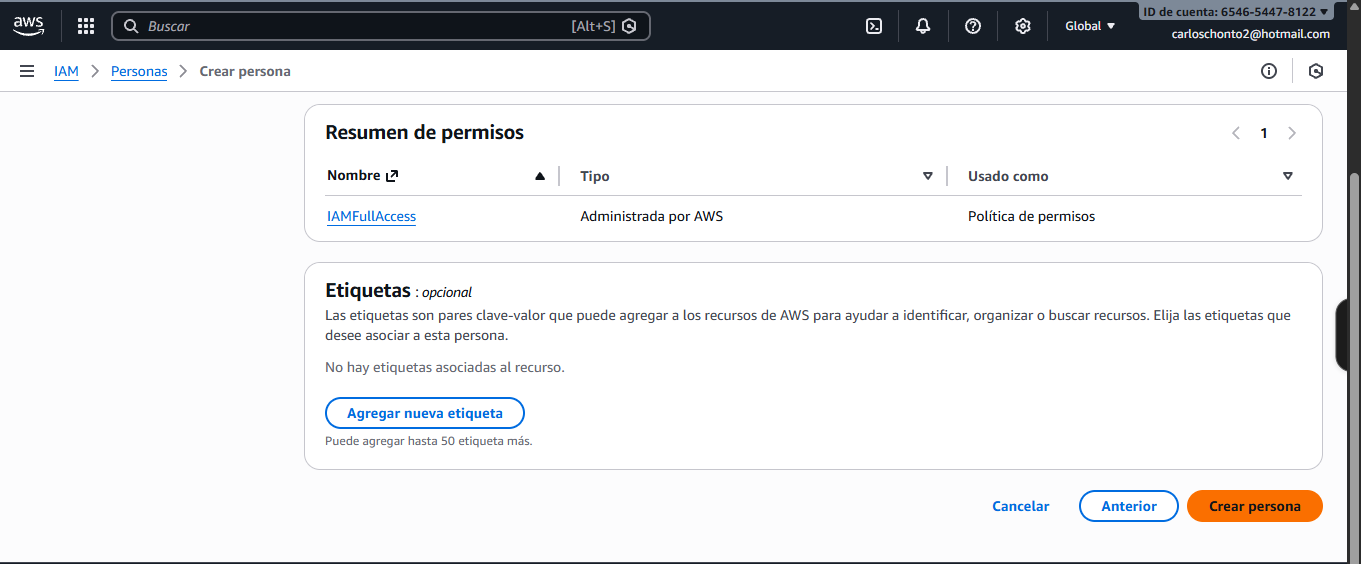 aws
Buscar [Alt+S]
Global
ID de cuenta: 6546-5447-8122
carloschonto2@hotmail.com
IAM > Personas > Crear persona
Resumen de permisos
1
Nombre Tipo Usado como
IAMFullAccess Administrada por AWS Política de permisos
Etiquetas : opcional
Las etiquetas son pares clave-valor que puede agregar a los recursos de AWS para ayudar a identificar, organizar o buscar recursos. Elija las etiquetas que
desee asociar a esta persona.
No hay etiquetas asociadas al recurso.
Agregar nueva etiqueta
Puede agregar hasta 50 etiqueta más.
Cancelar Anterior Crear persona